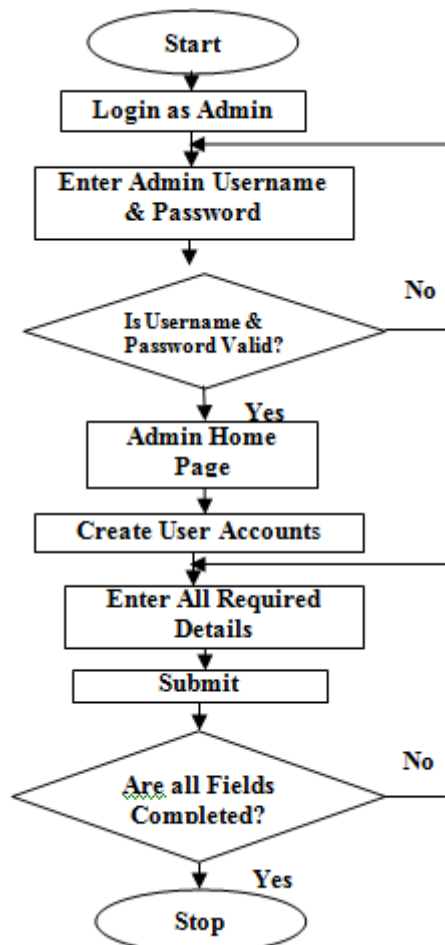 Start
Login as Admin
Enter Admin Username
& Password
No
Is Username &
Password Valid?
Yes
Admin Home
Page
Create User Accounts
Enter All Required
Details
Submit
No
Are all Fields
Completed?
Yes
Stop